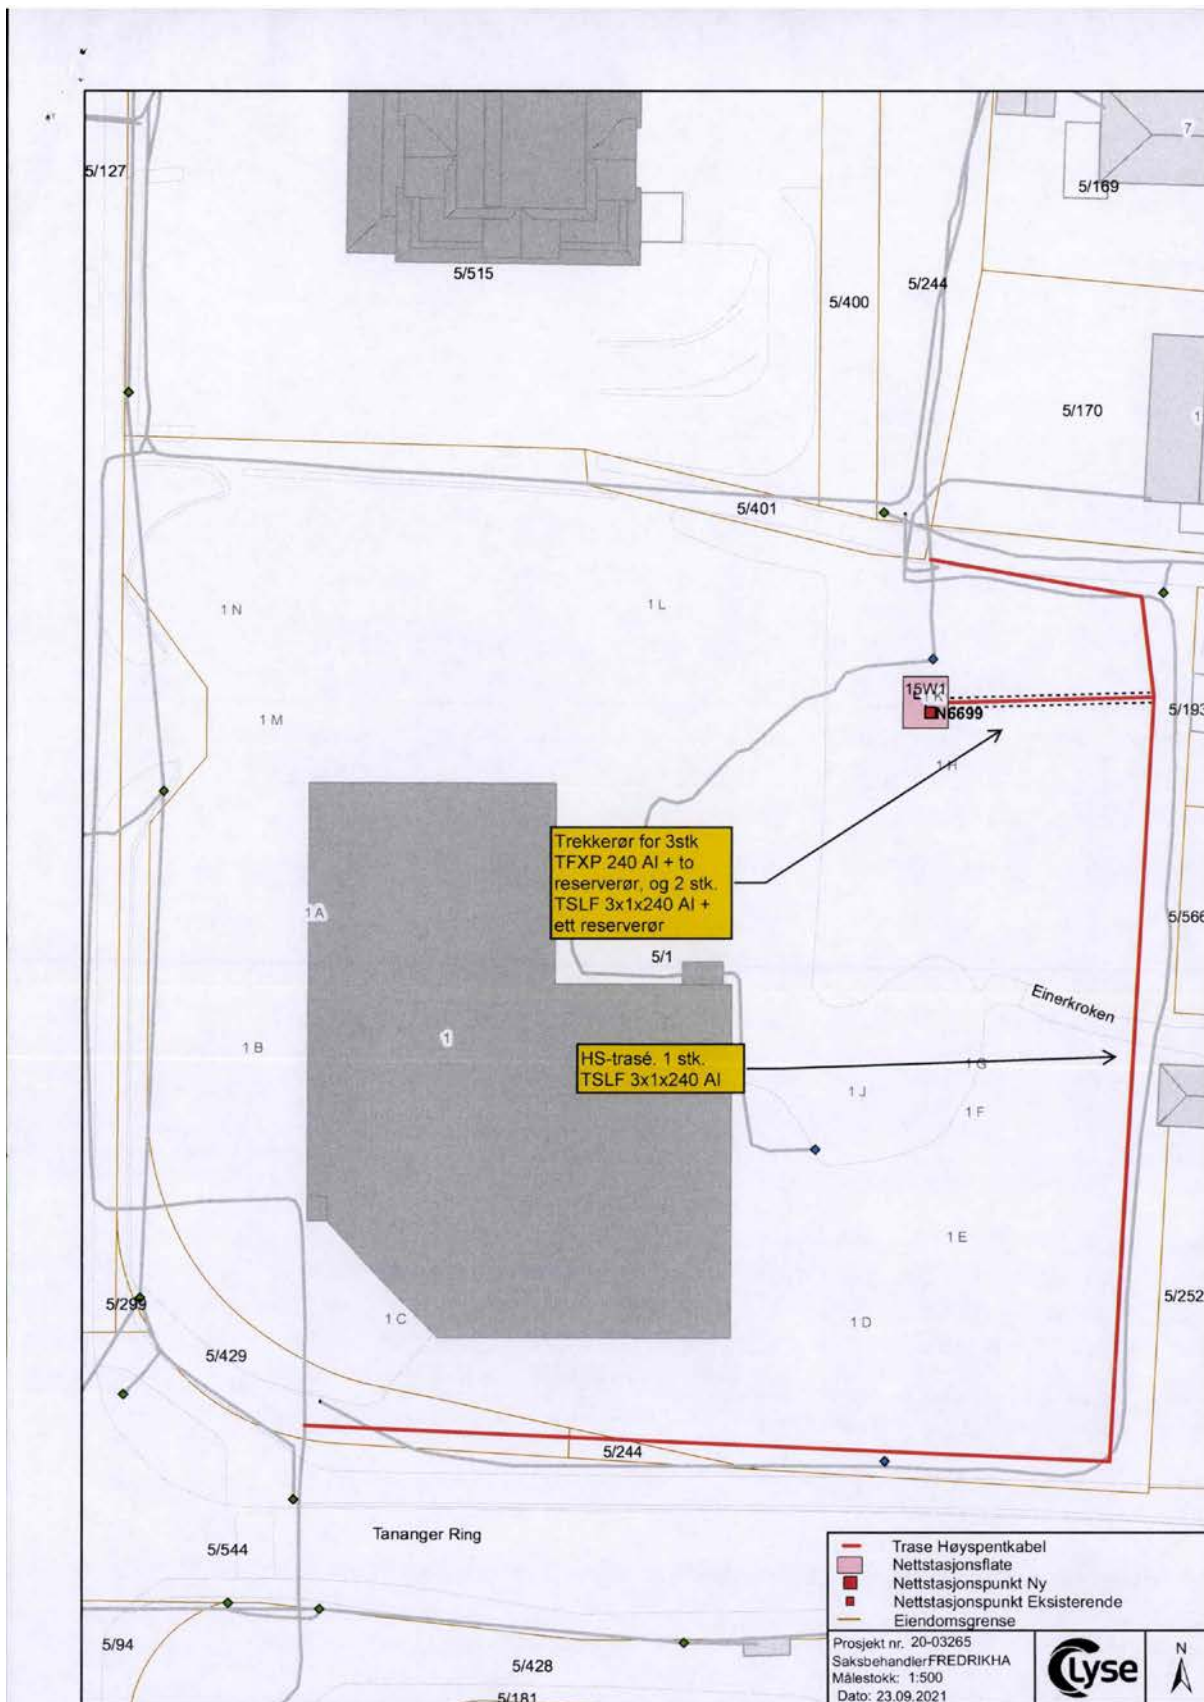 5/127
7
5/169
5/515
5/400
5/244
5/170
1
5/401
1 N
1 L
15W1
1 K
N6699
5/193
1 M
1 H
Trekkerør for 3stk
TFXP 240 Al + to
reserverør, og 2 stk.
TSLF 3x1x240 Al +
ett reserverør
1A
5/566
5/1
Einerkroken
1 B
1
HS-trasé. 1 stk.
TSLF 3x1x240 Al
1 G
1 J
1 F
1 E
5/299
5/252
1 C
1 D
5/429
5/244
Tananger Ring
5/544
5/94
5/428
5/181
Trase Høyspentkabel
Nettstasjonsflate
Nettstasjonspunkt Ny
Nettstasjonspunkt Eksisterende
Eiendomsgrense
Prosjekt nr. 20-03265
Saksbehandler FREDRIKHA
Målestokk: 1:500
Dato: 23.09.2021
Lyse
N